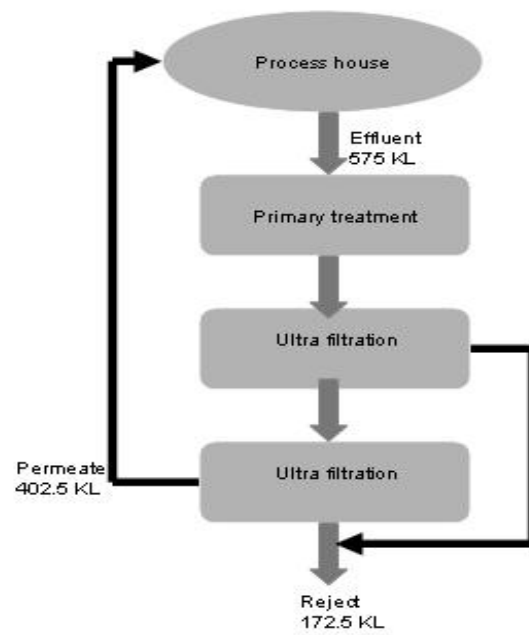 Process house
Effluent
575 KL
Primary treatment
Ultra filtration
Ultra filtration
Permeate
402.5 KL
Reject
172.5 KL